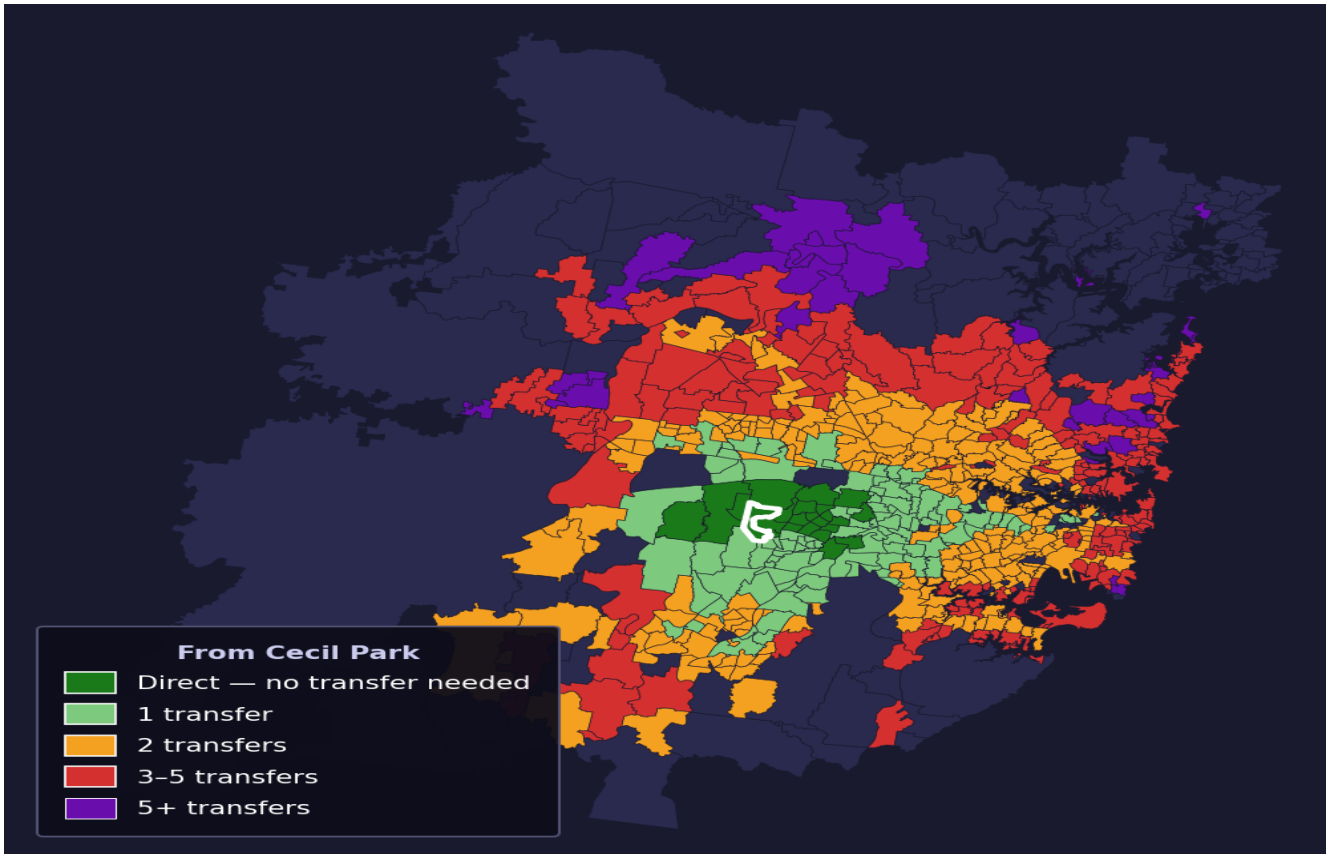 From Cecil Park
Direct — no transfer needed
1 transfer
2 transfers
3–5 transfers
5+ transfers